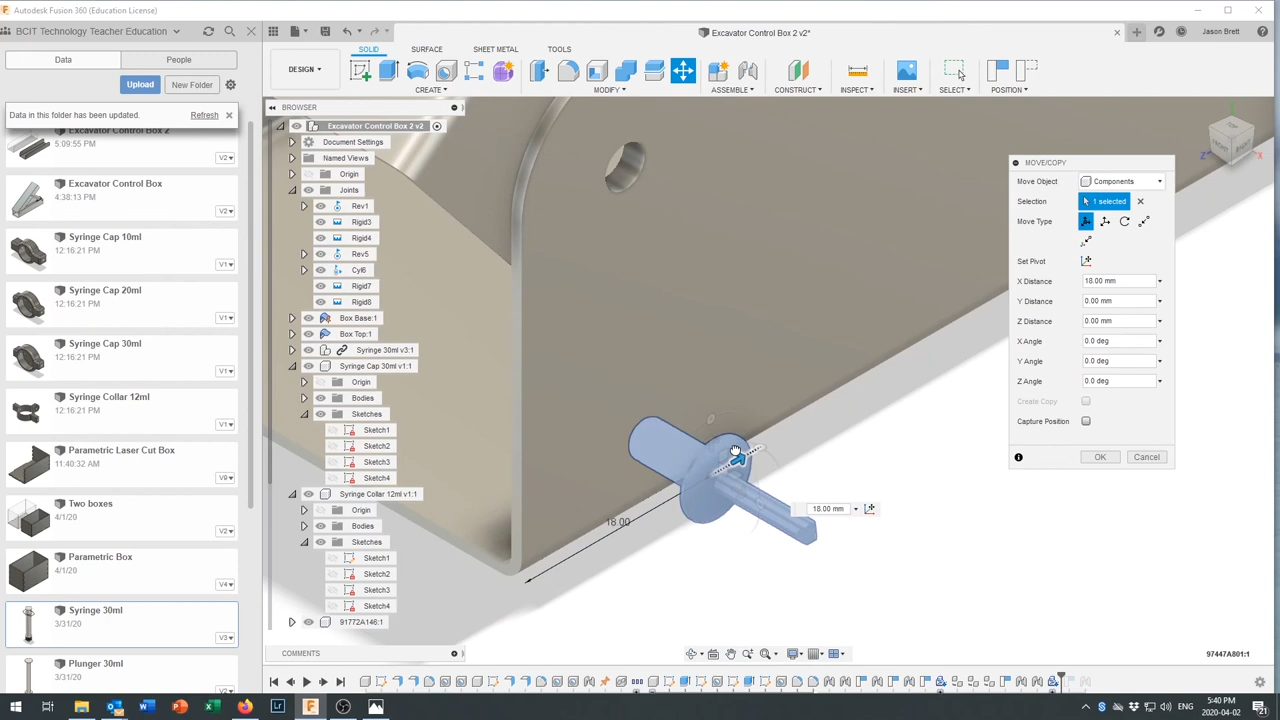 Autodesk Fusion 360 (Education License)
BCIT Technology Teacher Education
Excavator Control Box 2 v2*
Jason Brett
Data
People
SOLID
SURFACE
SHEET METAL
TOOLS
Upload
New Folder
DESIGN
CREATE
MODIFY
ASSEMBLE
CONSTRUCT
INSPECT
INSERT
SELECT
POSITION
Data in this folder has been updated.
Refresh
Excavator Control Box 2
5:09:55 PM
V2
Excavator Control Box
4:38:13 PM
V2
Syringe Cap 10ml
12:16:21 PM
V1
Syringe Cap 20ml
12:16:21 PM
V1
Syringe Cap 30ml
12:16:21 PM
V1
Syringe Collar 12ml
12:16:21 PM
V1
Parametric Laser Cut Box
11:40:32 AM
V3
Two boxes
4/1/20
V2
Parametric Box
4/1/20
V4
Syringe 30ml
3/31/20
V3
Plunger 30ml
3/31/20
BROWSER
Excavator Control Box 2 v2
Document Settings
Named Views
Origin
Joints
Rev1
Rigid3
Rigid4
Rev5
Cyl6
Rigid7
Rigid8
Box Base:1
Box Top:1
Syringe 30ml v3:1
Syringe Cap 30ml v1:1
Origin
Bodies
Sketches
Sketch1
Sketch2
Sketch3
Sketch4
Syringe Collar 12ml v1:1
Origin
Bodies
Sketches
Sketch1
Sketch2
Sketch3
Sketch4
91772A146:1
COMMENTS
18.00
18.00 mm
Z
X
MOVE/COPY
Move Object
Components
Selection
1 selected
Move Type
Set Pivot
X Distance
18.00 mm
Y Distance
0.00 mm
Z Distance
0.00 mm
X Angle
0.0 deg
Y Angle
0.0 deg
Z Angle
0.0 deg
Create Copy
Capture Position
OK
Cancel
97447A801:1
ENG
5:40 PM
2020-04-02
21